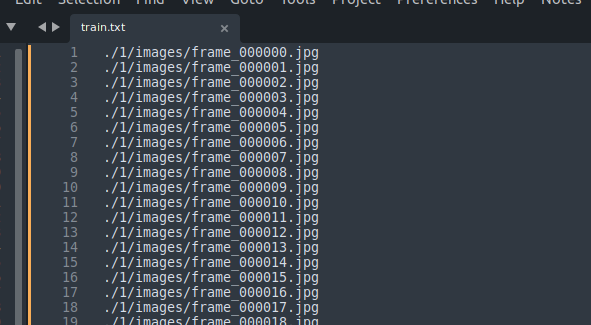 Edit Selection Find View Goto Tools Project Preferences Help Notes
train.txt ×
1 ./1/images/frame_000000.jpg
2 ./1/images/frame_000001.jpg
3 ./1/images/frame_000002.jpg
4 ./1/images/frame_000003.jpg
5 ./1/images/frame_000004.jpg
6 ./1/images/frame_000005.jpg
7 ./1/images/frame_000006.jpg
8 ./1/images/frame_000007.jpg
9 ./1/images/frame_000008.jpg
10 ./1/images/frame_000009.jpg
11 ./1/images/frame_000010.jpg
12 ./1/images/frame_000011.jpg
13 ./1/images/frame_000012.jpg
14 ./1/images/frame_000013.jpg
15 ./1/images/frame_000014.jpg
16 ./1/images/frame_000015.jpg
17 ./1/images/frame_000016.jpg
18 ./1/images/frame_000017.jpg
19 ./1/images/frame_000018.jpg